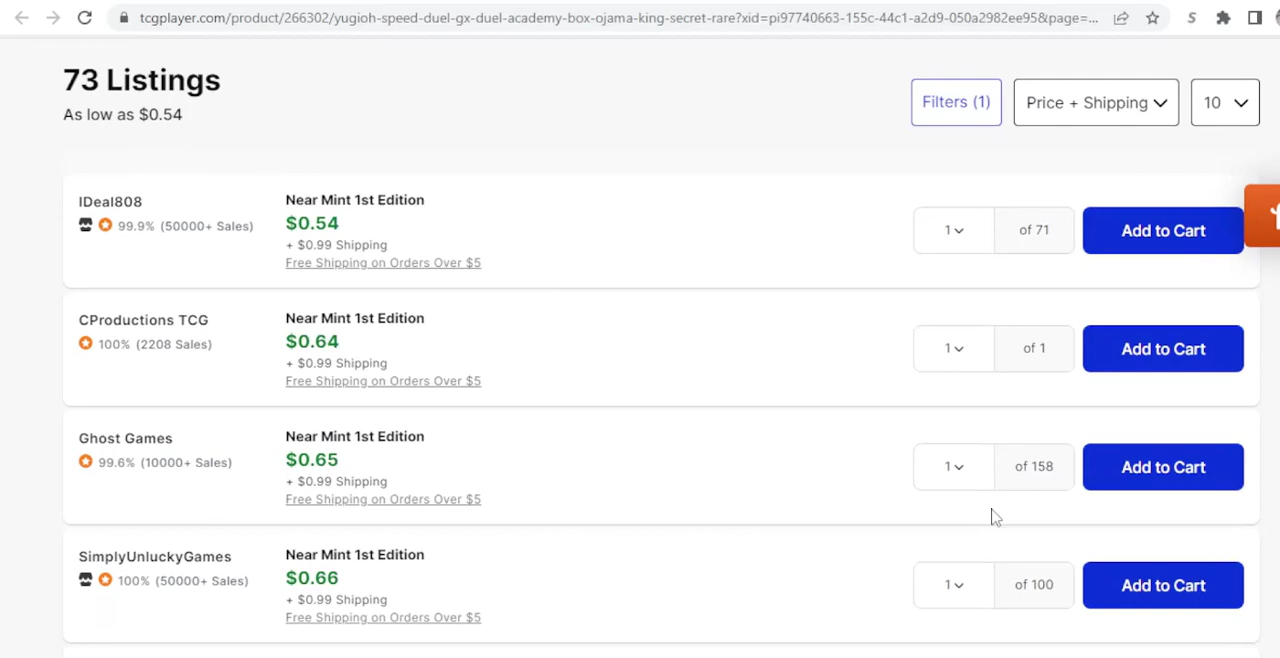 tcgplayer.com/product/266302/yugioh-speed-duel-gx-duel-academy-box-ojama-king-secret-rare?xid=pi97740663-155c-44c1-a2d9-050a2982ee95&page=...
73 Listings
As low as $0.54
Filters (1)
Price + Shipping
10
IDeal808
99.9% (50000+ Sales)
Near Mint 1st Edition
$0.54
+ $0.99 Shipping
Free Shipping on Orders Over $5
1
of 71
Add to Cart
CProductions TCG
100% (2208 Sales)
Near Mint 1st Edition
$0.64
+ $0.99 Shipping
Free Shipping on Orders Over $5
1
of 1
Add to Cart
Ghost Games
99.6% (10000+ Sales)
Near Mint 1st Edition
$0.65
+ $0.99 Shipping
Free Shipping on Orders Over $5
1
of 158
Add to Cart
SimplyUnluckyGames
100% (50000+ Sales)
Near Mint 1st Edition
$0.66
+ $0.99 Shipping
Free Shipping on Orders Over $5
1
of 100
Add to Cart